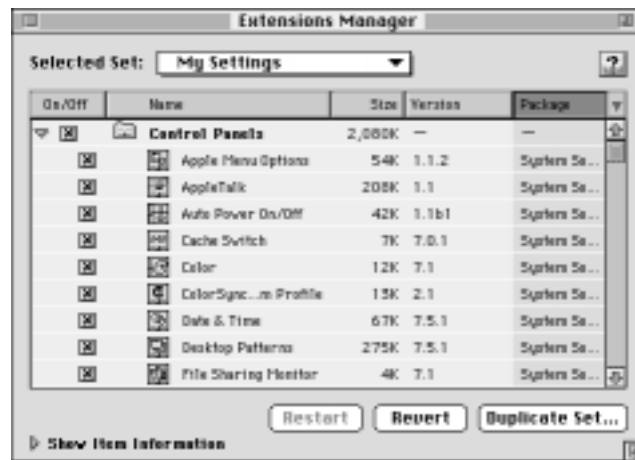 Extensions Manager
Selected Set: My Settings
?
On/Off Name Size Version Package
Control Panels 2,080K — —
Apple Menu Options 54K 1.1.2 System Se...
AppleTalk 208K 1.1 System Se...
Auto Power On/Off 42K 1.1b1 System Se...
Cache Switch 7K 7.0.1 System Se...
Color 12K 7.1 System Se...
ColorSync...m Profile 15K 2.1 System Se...
Date & Time 67K 7.5.1 System Se...
Desktop Patterns 275K 7.5.1 System Se...
File Sharing Monitor 4K 7.1 System Se...
Restart Revert Duplicate Set...
Show Item Information